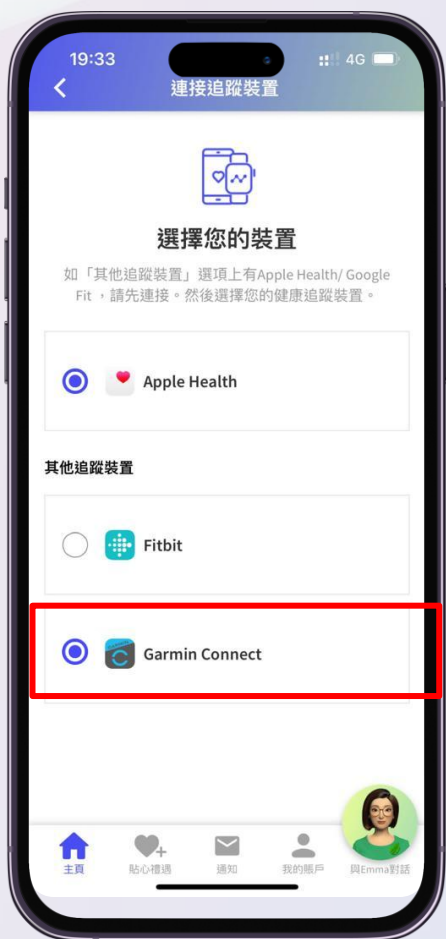 19:33
4G
連接追蹤裝置
選擇您的裝置
如「其他追蹤裝置」選項上有Apple Health/ Google
Fit ，請先連接。然後選擇您的健康追蹤裝置。
Apple Health
其他追蹤裝置
Fitbit
Garmin Connect
主頁
貼心禮遇
通知
我的賬戶
與Emma對話